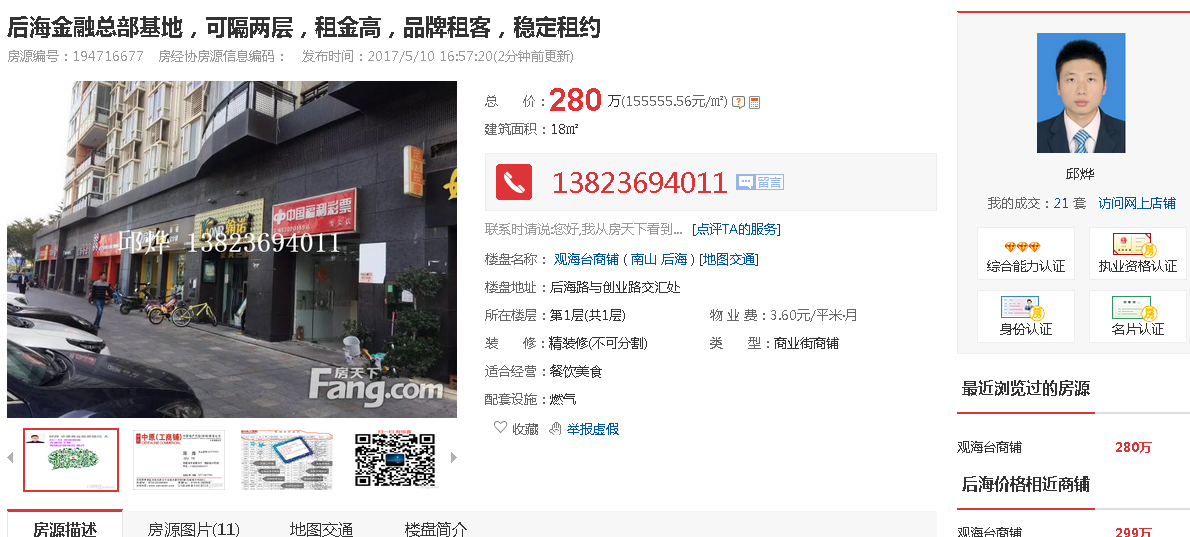 后海金融总部基地，可隔两层，租金高，品牌租客，稳定租约
房源编号：194716677 房经协房源信息编码： 发布时间：2017/5/10 16:57:20(2分钟前更新)
中国福利彩票
邱烨 13823694011
房天下
Fang.com
中原(工商铺)
总 价：280 万(155555.56元/㎡)
建筑面积：18㎡
13823694011 留言
联系时请说:您好,我从房天下看到... [点评TA的服务]
楼盘名称： 观海台商铺 ( 南山 后海 ) [地图交通]
楼盘地址：后海路与创业路交汇处
所在楼层：第1层(共1层) 物 业 费：3.60元/平米·月
装 修：精装修(不可分割) 类 型：商业街商铺
适合经营：餐饮美食
配套设施：燃气
收藏 举报虚假
房源描述 房源图片(11) 地图交通 楼盘简介
邱烨
我的成交：21 套 访问网上店铺
综合能力认证 执业资格认证
身份认证 名片认证
最近浏览过的房源
观海台商铺 280万
后海价格相近商铺
观海台商铺 299万